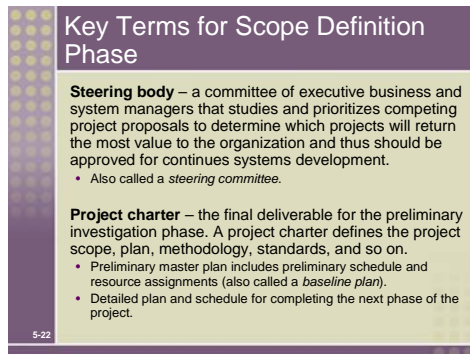 Key Terms for Scope Definition
Phase
Steering body – a committee of executive business and
system managers that studies and prioritizes competing
project proposals to determine which projects will return
the most value to the organization and thus should be
approved for continues systems development.
• Also called a steering committee.
Project charter – the final deliverable for the preliminary
investigation phase. A project charter defines the project
scope, plan, methodology, standards, and so on.
• Preliminary master plan includes preliminary schedule and
resource assignments (also called a baseline plan).
• Detailed plan and schedule for completing the next phase of the
project.
5-22